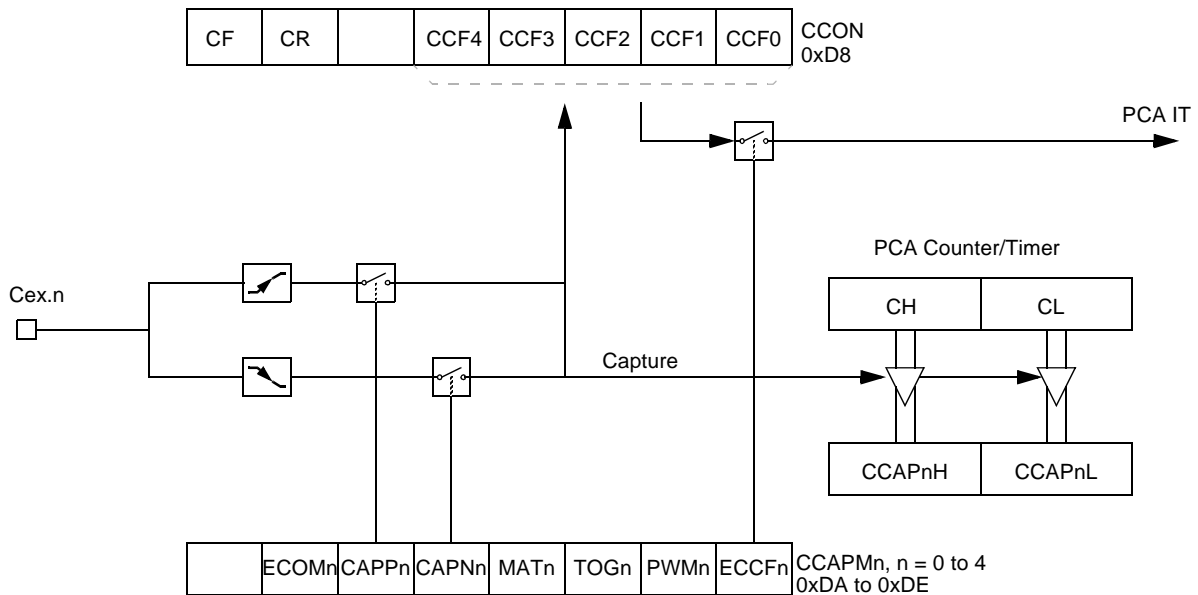 CF CR CCF4 CCF3 CCF2 CCF1 CCF0 CCON
0xD8
PCA IT
PCA Counter/Timer
Cex.n
CH CL
Capture
CCAPnH CCAPnL
ECOMn CAPPn CAPNn MATn TOGn PWMn ECCFn CCAPMn, n = 0 to 4
0xDA to 0xDE